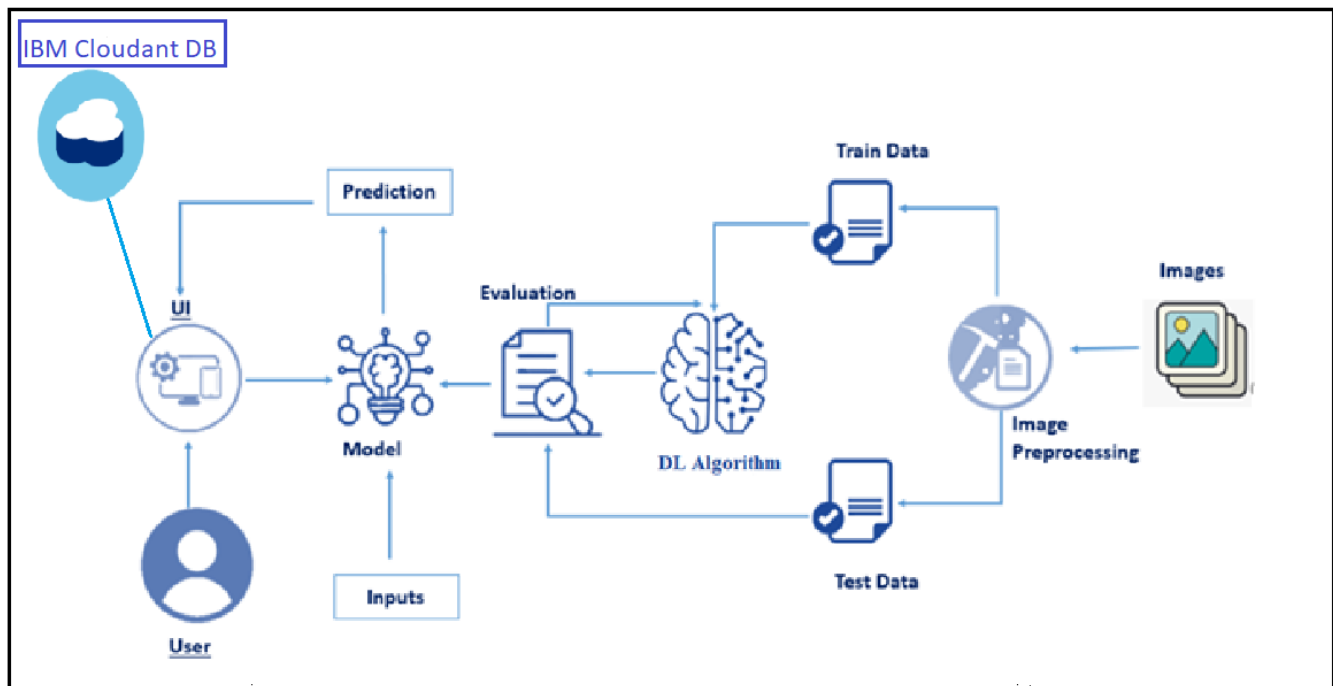 IBM Cloudant DB
Train Data
Prediction
Images
Evaluation
UI
Image
Preprocessing
Model
DL Algorithm
Test Data
Inputs
User